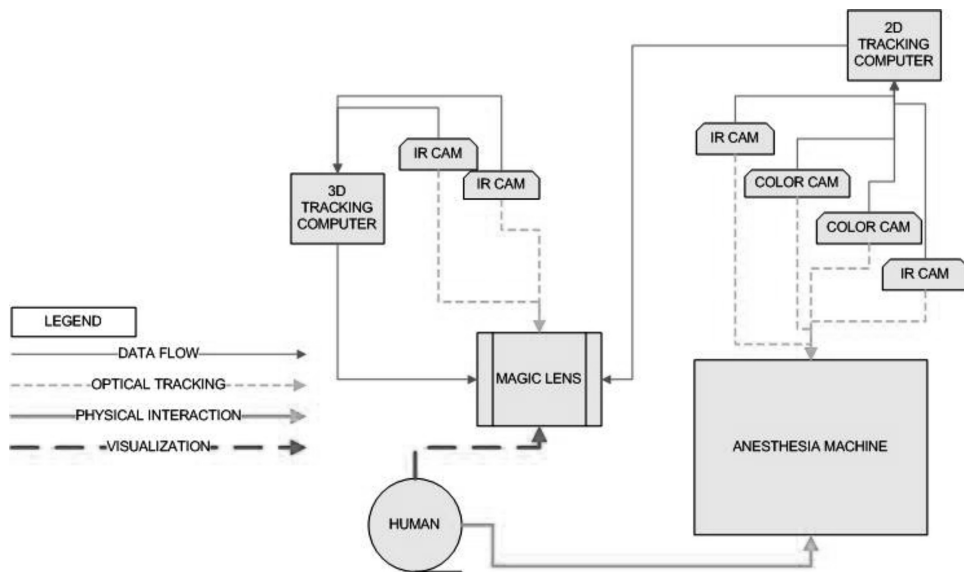 2D
TRACKING
COMPUTER
IR CAM
IR CAM
IR CAM
COLOR CAM
3D
TRACKING
COMPUTER
COLOR CAM
IR CAM
LEGEND
DATA FLOW
OPTICAL TRACKING
PHYSICAL INTERACTION
VISUALIZATION
MAGIC LENS
ANESTHESIA MACHINE
HUMAN